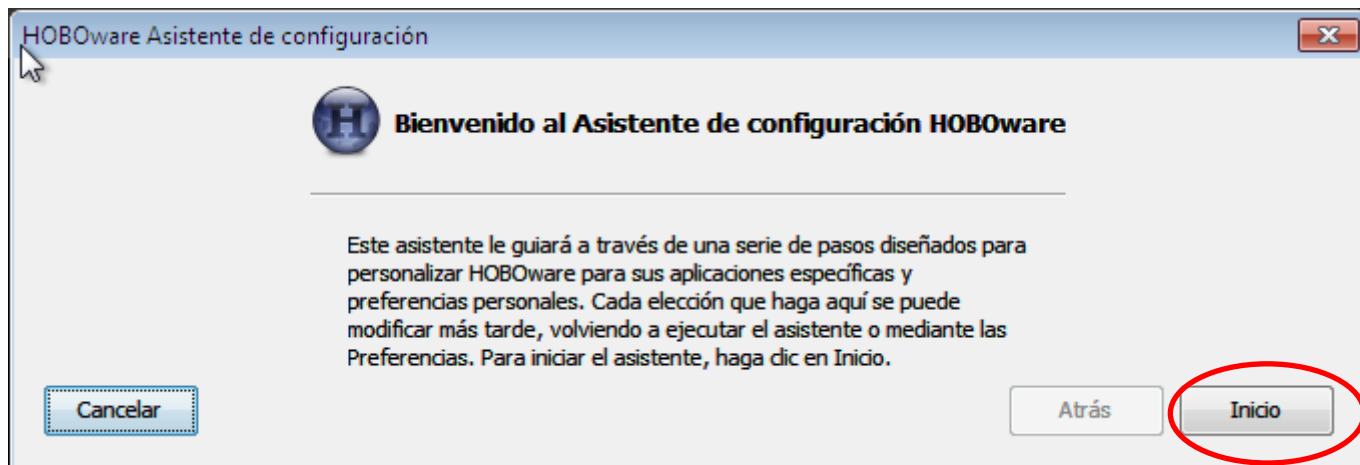 HOBOware Asistente de configuración
Bienvenido al Asistente de configuración HOBOware
Este asistente le guiará a través de una serie de pasos diseñados para
personalizar HOBOware para sus aplicaciones específicas y
preferencias personales. Cada elección que haga aquí se puede
modificar más tarde, volviendo a ejecutar el asistente o mediante las
Preferencias. Para iniciar el asistente, haga clic en Inicio.
Cancelar
Atrás
Inicio